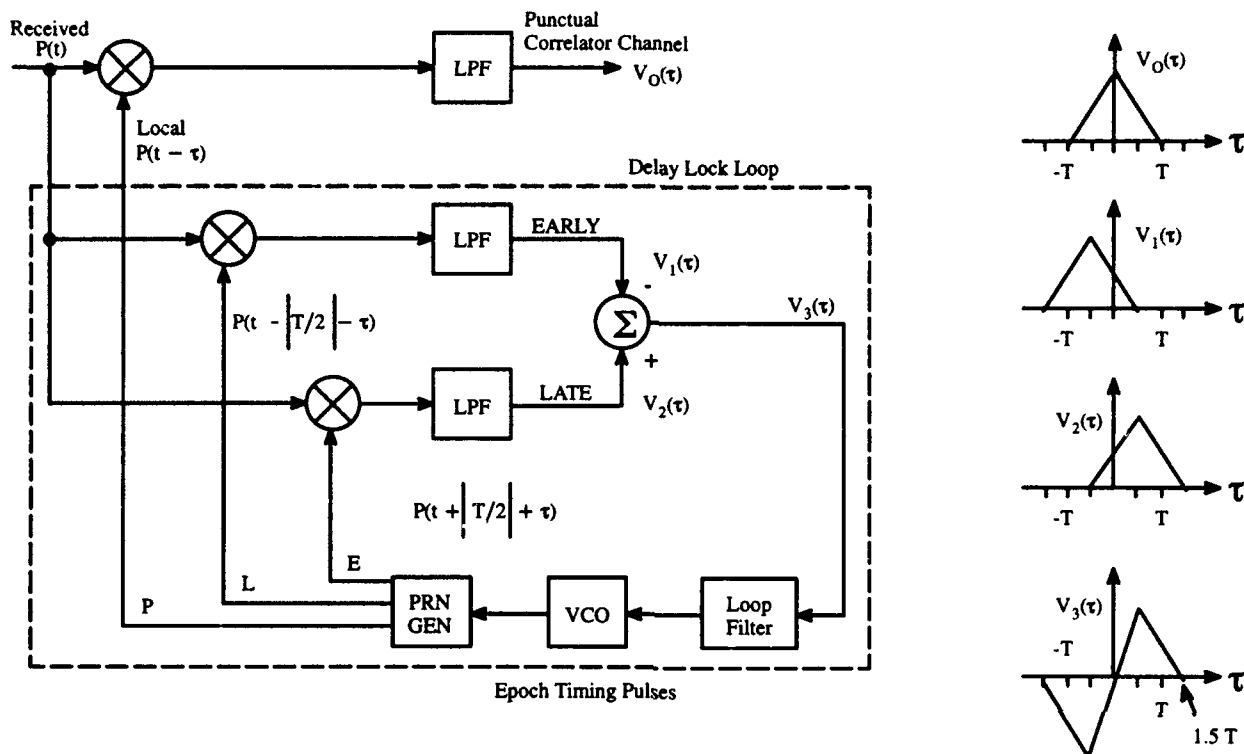 Received
P(t)
Punctual
Correlator Channel
LPF
V_O(τ)
Local
P(t − τ)
Delay Lock Loop
LPF
EARLY
V_1(τ)
-
Σ
V_3(τ)
+
P(t - |T/2| − τ)
LPF
LATE
V_2(τ)
P(t + |T/2| + τ)
E
L
P
PRN
GEN
VCO
Loop
Filter
Epoch Timing Pulses
V_O(τ)
τ
-T
T
V_1(τ)
τ
-T
T
V_2(τ)
τ
-T
T
V_3(τ)
-T
τ
T
1.5 T